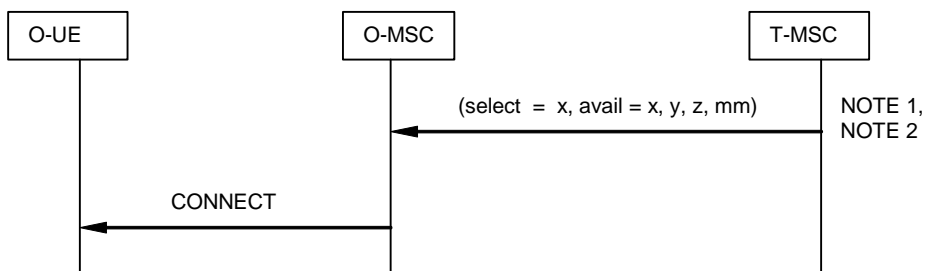 O-UE
O-MSC
T-MSC
(select = x, avail = x, y, z, mm)
NOTE 1,
NOTE 2
CONNECT